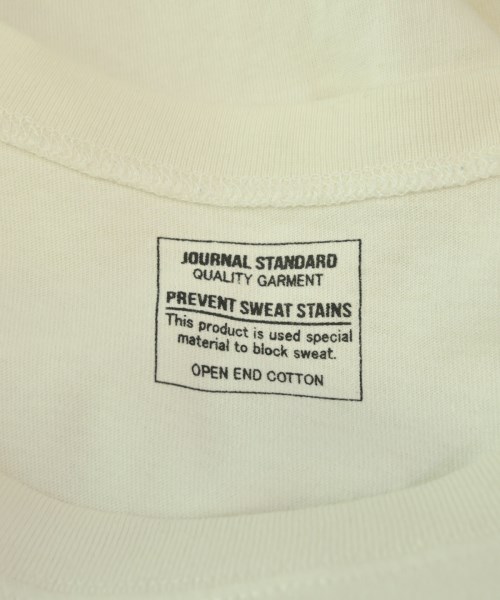 JOURNAL STANDARD
QUALITY GARMENT
PREVENT SWEAT STAINS
This product is used special
material to block sweat.
OPEN END COTTON